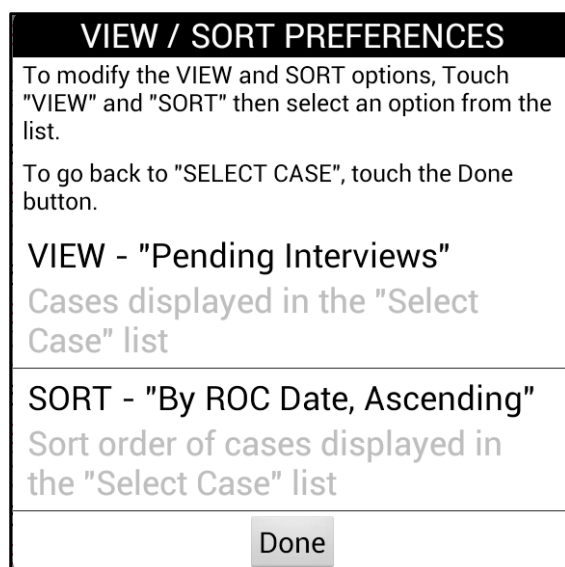 VIEW / SORT PREFERENCES
To modify the VIEW and SORT options, Touch
"VIEW" and "SORT" then select an option from the
list.
To go back to "SELECT CASE", touch the Done
button.
VIEW - "Pending Interviews"
Cases displayed in the "Select
Case" list
SORT - "By ROC Date, Ascending"
Sort order of cases displayed in
the "Select Case" list
Done